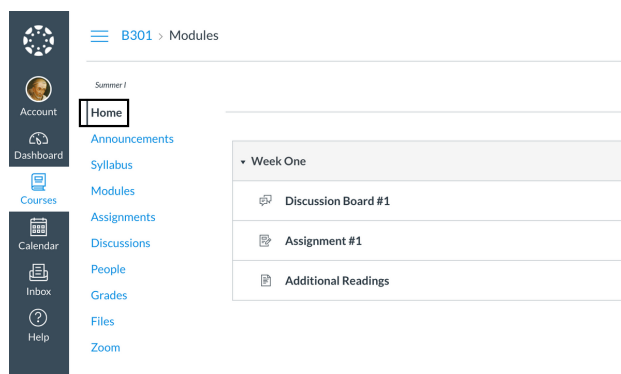 B301 > Modules
Summer I
Account
Dashboard
Courses
Calendar
Inbox
Help
Home
Announcements
Syllabus
Modules
Assignments
Discussions
People
Grades
Files
Zoom
Week One
Discussion Board #1
Assignment #1
Additional Readings